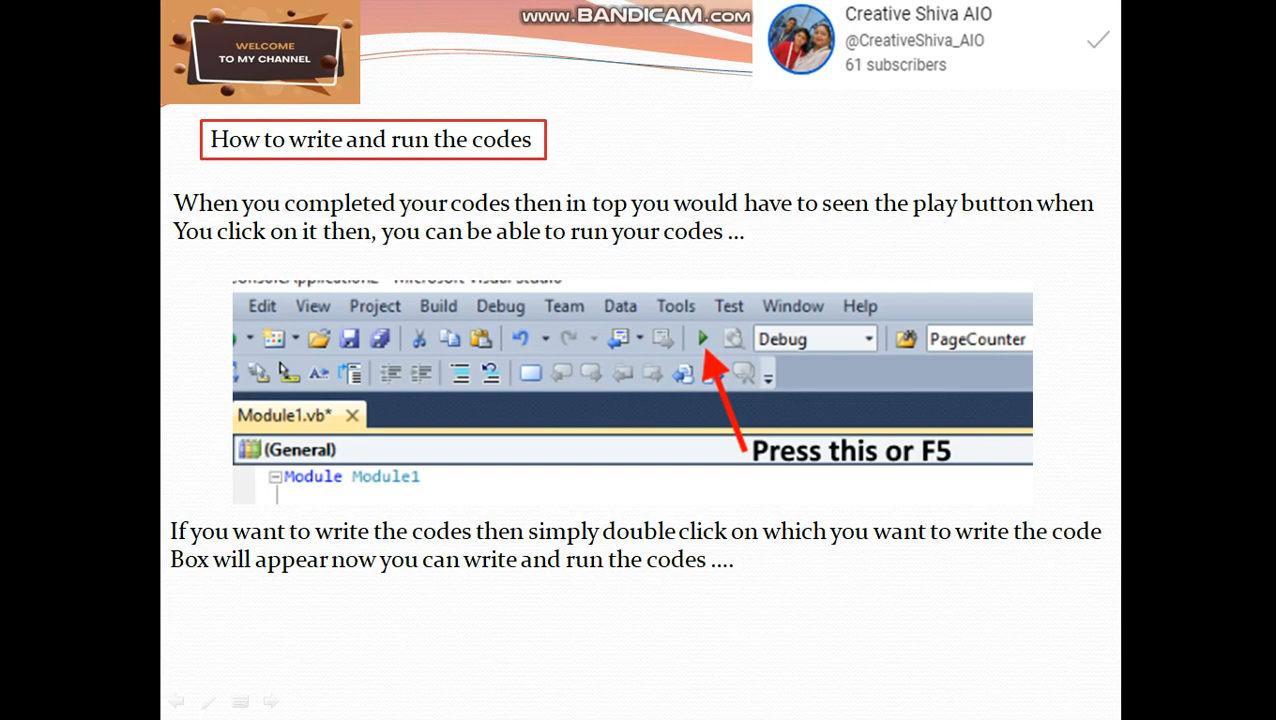 WELCOME
TO MY CHANNEL
www.BANDICAM.com
Creative Shiva AIO
@CreativeShiva_AIO
61 subscribers
How to write and run the codes
When you completed your codes then in top you would have to seen the play button when
You click on it then, you can be able to run your codes ...
Edit View Project Build Debug Team Data Tools Test Window Help
Debug PageCounter
Module1.vb*
(General)
Press this or F5
Module Module1
If you want to write the codes then simply double click on which you want to write the code
Box will appear now you can write and run the codes ....